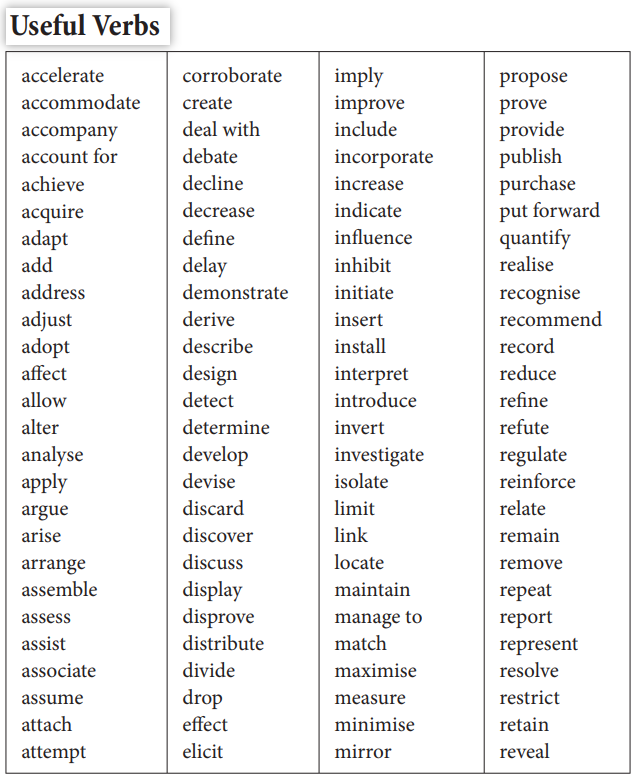 Useful Verbs
accelerate
accommodate
accompany
account for
achieve
acquire
adapt
add
address
adjust
adopt
affect
allow
alter
analyse
apply
argue
arise
arrange
assemble
assess
assist
associate
assume
attach
attempt
corroborate
create
deal with
debate
decline
decrease
define
delay
demonstrate
derive
describe
design
detect
determine
develop
devise
discard
discover
discuss
display
disprove
distribute
divide
drop
effect
elicit
imply
improve
include
incorporate
increase
indicate
influence
inhibit
initiate
insert
install
interpret
introduce
invert
investigate
isolate
limit
link
locate
maintain
manage to
match
maximise
measure
minimise
mirror
propose
prove
provide
publish
purchase
put forward
quantify
realise
recognise
recommend
record
reduce
refine
refute
regulate
reinforce
relate
remain
remove
repeat
report
represent
resolve
restrict
retain
reveal